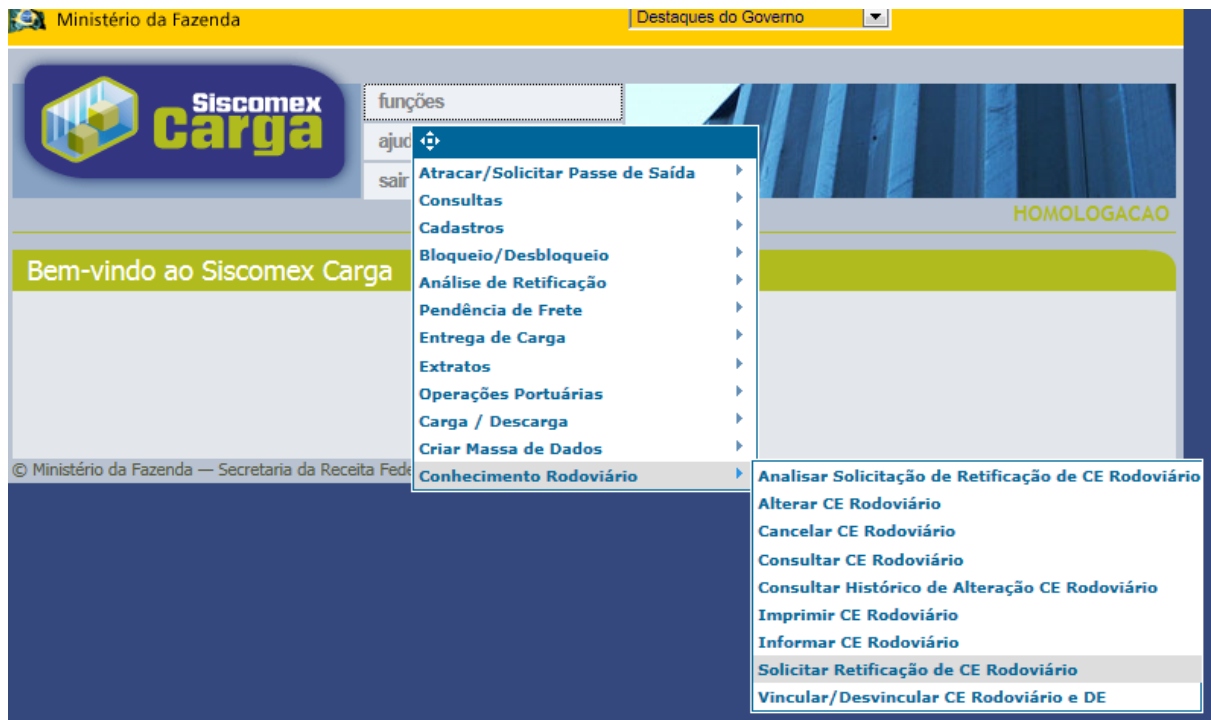 Ministério da Fazenda
Destaques do Governo
Siscomex
Carga
funções
ajud
sair
HOMOLOGACAO
Bem-vindo ao Siscomex Carga
Atracar/Solicitar Passe de Saída
Consultas
Cadastros
Bloqueio/Desbloqueio
Análise de Retificação
Pendência de Frete
Entrega de Carga
Extratos
Operações Portuárias
Carga / Descarga
Criar Massa de Dados
Conhecimento Rodoviário
© Ministério da Fazenda — Secretaria da Receita Fede
Analisar Solicitação de Retificação de CE Rodoviário
Alterar CE Rodoviário
Cancelar CE Rodoviário
Consultar CE Rodoviário
Consultar Histórico de Alteração CE Rodoviário
Imprimir CE Rodoviário
Informar CE Rodoviário
Solicitar Retificação de CE Rodoviário
Vincular/Desvincular CE Rodoviário e DE